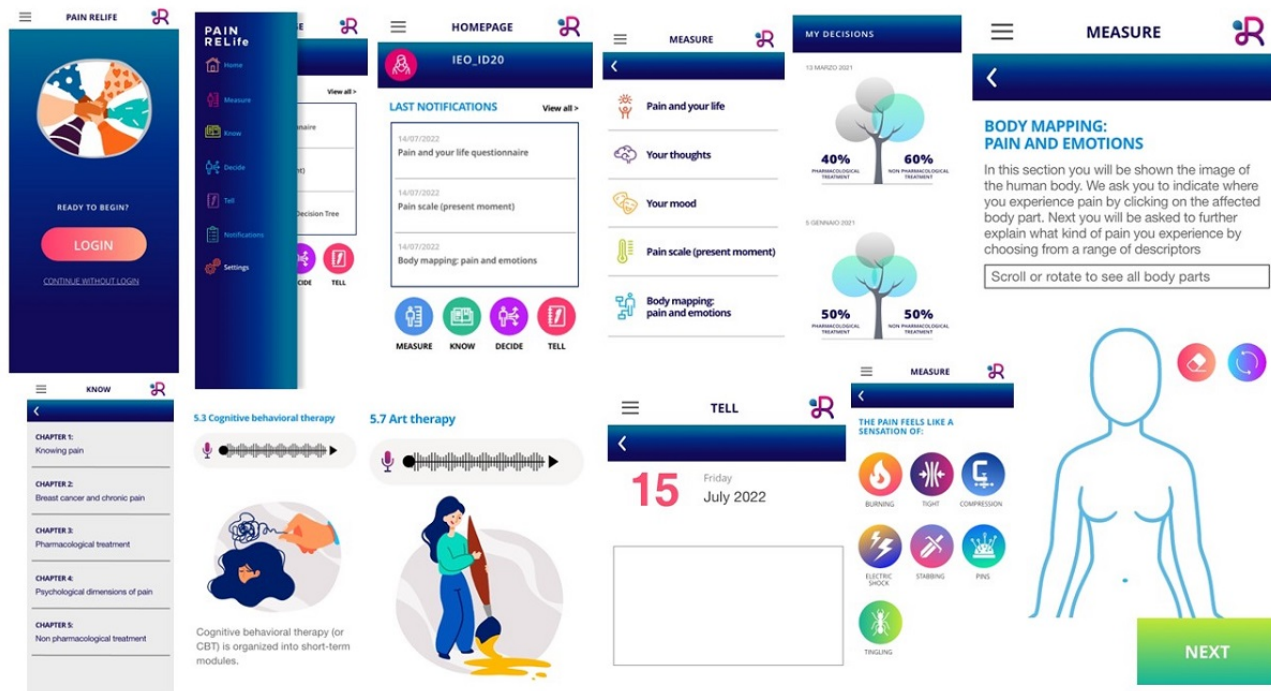 PAIN RELIFE
READY TO BEGIN?
LOGIN
CONTINUE WITHOUT LOGIN
PAIN
RELife
Home
Measure
Know
Decide
Tell
Notifications
Settings
View all >
Decision Tree
TELL
HOMEPAGE
IEO_ID20
LAST NOTIFICATIONS
View all >
14/07/2022
Pain and your life questionnaire
14/07/2022
Pain scale (present moment)
14/07/2022
Body mapping: pain and emotions
MEASURE KNOW DECIDE TELL
MEASURE
Pain and your life
Your thoughts
Your mood
Pain scale (present moment)
Body mapping:
pain and emotions
MY DECISIONS
13 MARZO 2021
40% 60%
PHARMACOLOGICAL TREATMENT NON PHARMACOLOGICAL TREATMENT
5 GENNAIO 2021
50% 50%
PHARMACOLOGICAL TREATMENT NON PHARMACOLOGICAL TREATMENT
MEASURE
BODY MAPPING:
PAIN AND EMOTIONS
In this section you will be shown the image of
the human body. We ask you to indicate where
you experience pain by clicking on the affected
body part. Next you will be asked to further
explain what kind of pain you experience by
choosing from a range of descriptors
Scroll or rotate to see all body parts
NEXT
KNOW
CHAPTER 1:
Knowing pain
CHAPTER 2:
Breast cancer and chronic pain
CHAPTER 3:
Pharmacological treatment
CHAPTER 4:
Psychological dimensions of pain
CHAPTER 5:
Non pharmacological treatment
5.3 Cognitive behavioral therapy
Cognitive behavioral therapy (or
CBT) is organized into short-term
modules.
5.7 Art therapy
TELL
15
Friday
July 2022
MEASURE
THE PAIN FEELS LIKE A
SENSATION OF:
BURNING TIGHT COMPRESSION
ELECTRIC
SHOCK
STABBING PINS
TINGLING